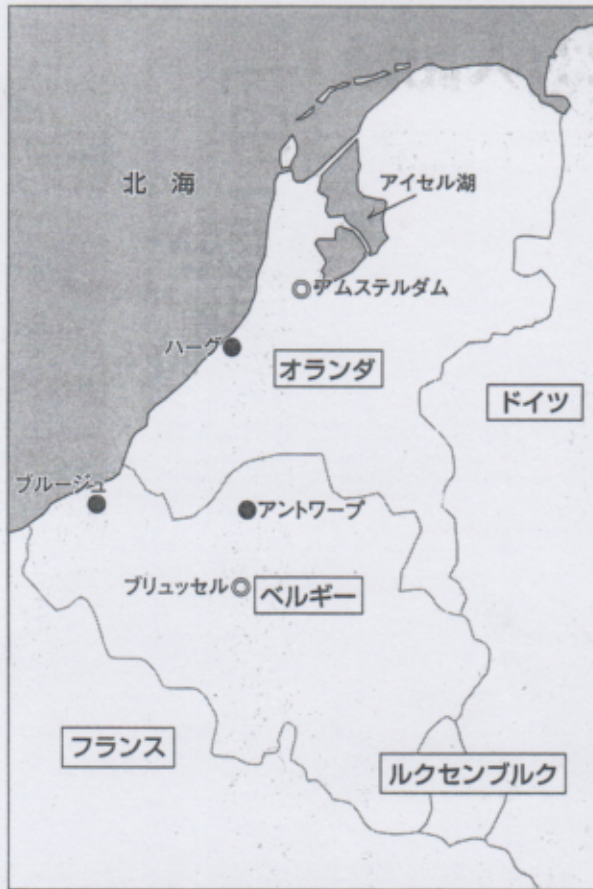 北海
アイセル湖
アムステルダム
ハーグ
オランダ
ドイツ
ブルージュ
アントワープ
ブリュッセル
ベルギー
フランス
ルクセンブルク